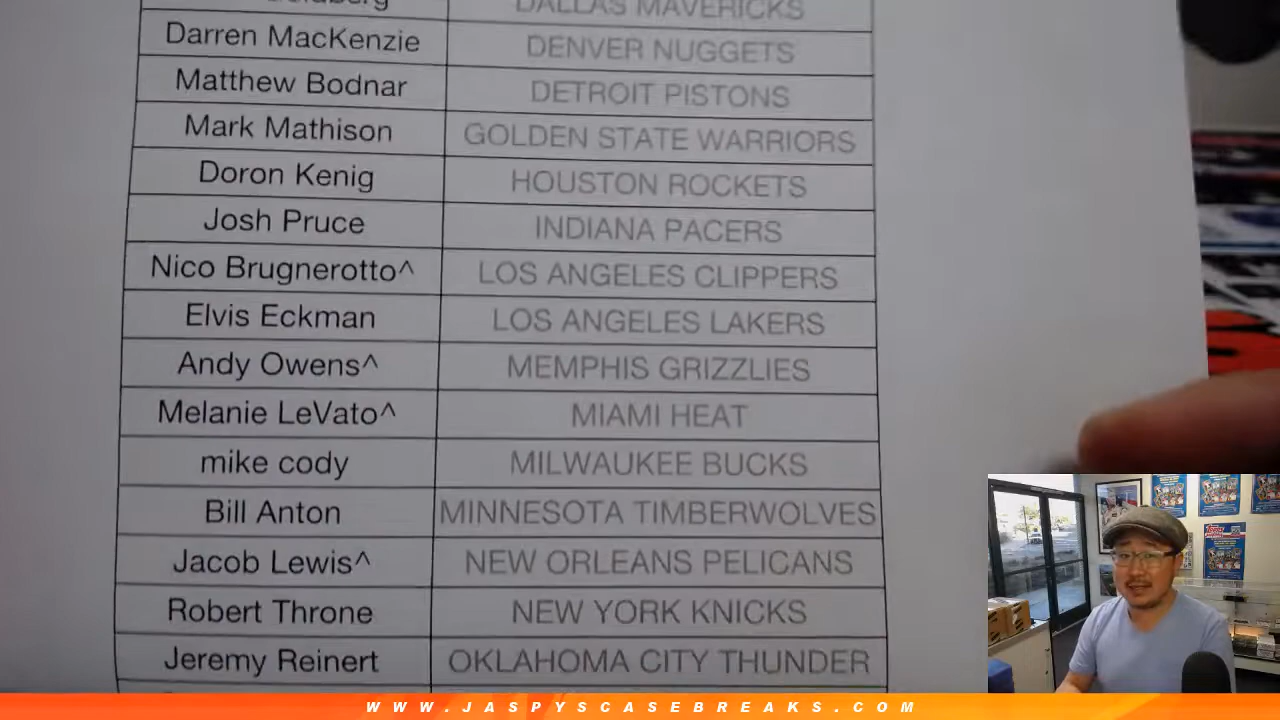 DALLAS MAVERICKS
Darren MacKenzie DENVER NUGGETS
Matthew Bodnar DETROIT PISTONS
Mark Mathison GOLDEN STATE WARRIORS
Doron Kenig HOUSTON ROCKETS
Josh Pruce INDIANA PACERS
Nico Brugnerotto^ LOS ANGELES CLIPPERS
Elvis Eckman LOS ANGELES LAKERS
Andy Owens^ MEMPHIS GRIZZLIES
Melanie LeVato^ MIAMI HEAT
mike cody MILWAUKEE BUCKS
Bill Anton MINNESOTA TIMBERWOLVES
Jacob Lewis^ NEW ORLEANS PELICANS
Robert Throne NEW YORK KNICKS
Jeremy Reinert OKLAHOMA CITY THUNDER
WWW.JASPYSCASEBREAKS.COM